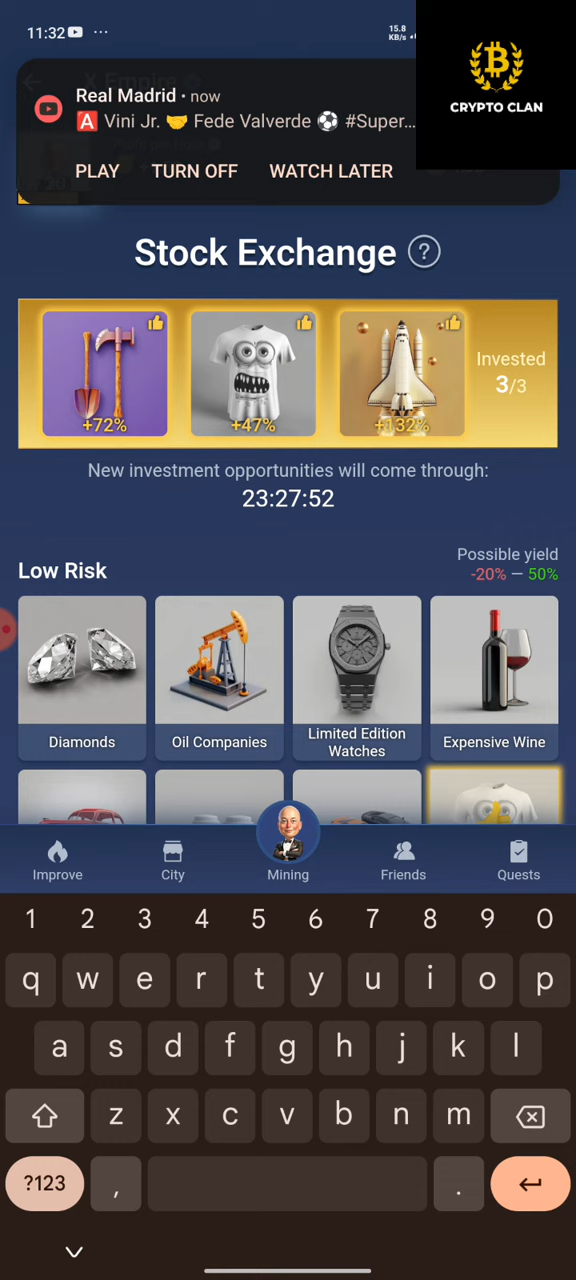 11:32
15.8
KB/s
CRYPTO CLAN
Real Madrid • now
🅰️ Vini Jr. 🤝 Fede Valverde ⚽ #Super...
PLAY TURN OFF WATCH LATER
Stock Exchange ?
+72% +47% +132%
Invested
3/3
New investment opportunities will come through:
23:27:52
Possible yield
-20% — 50%
Low Risk
Diamonds
Oil Companies
Limited Edition
Watches
Expensive Wine
Improve City Mining Friends Quests
1 2 3 4 5 6 7 8 9 0
q w e r t y u i o p
a s d f g h j k l
z x c v b n m
?123 , .